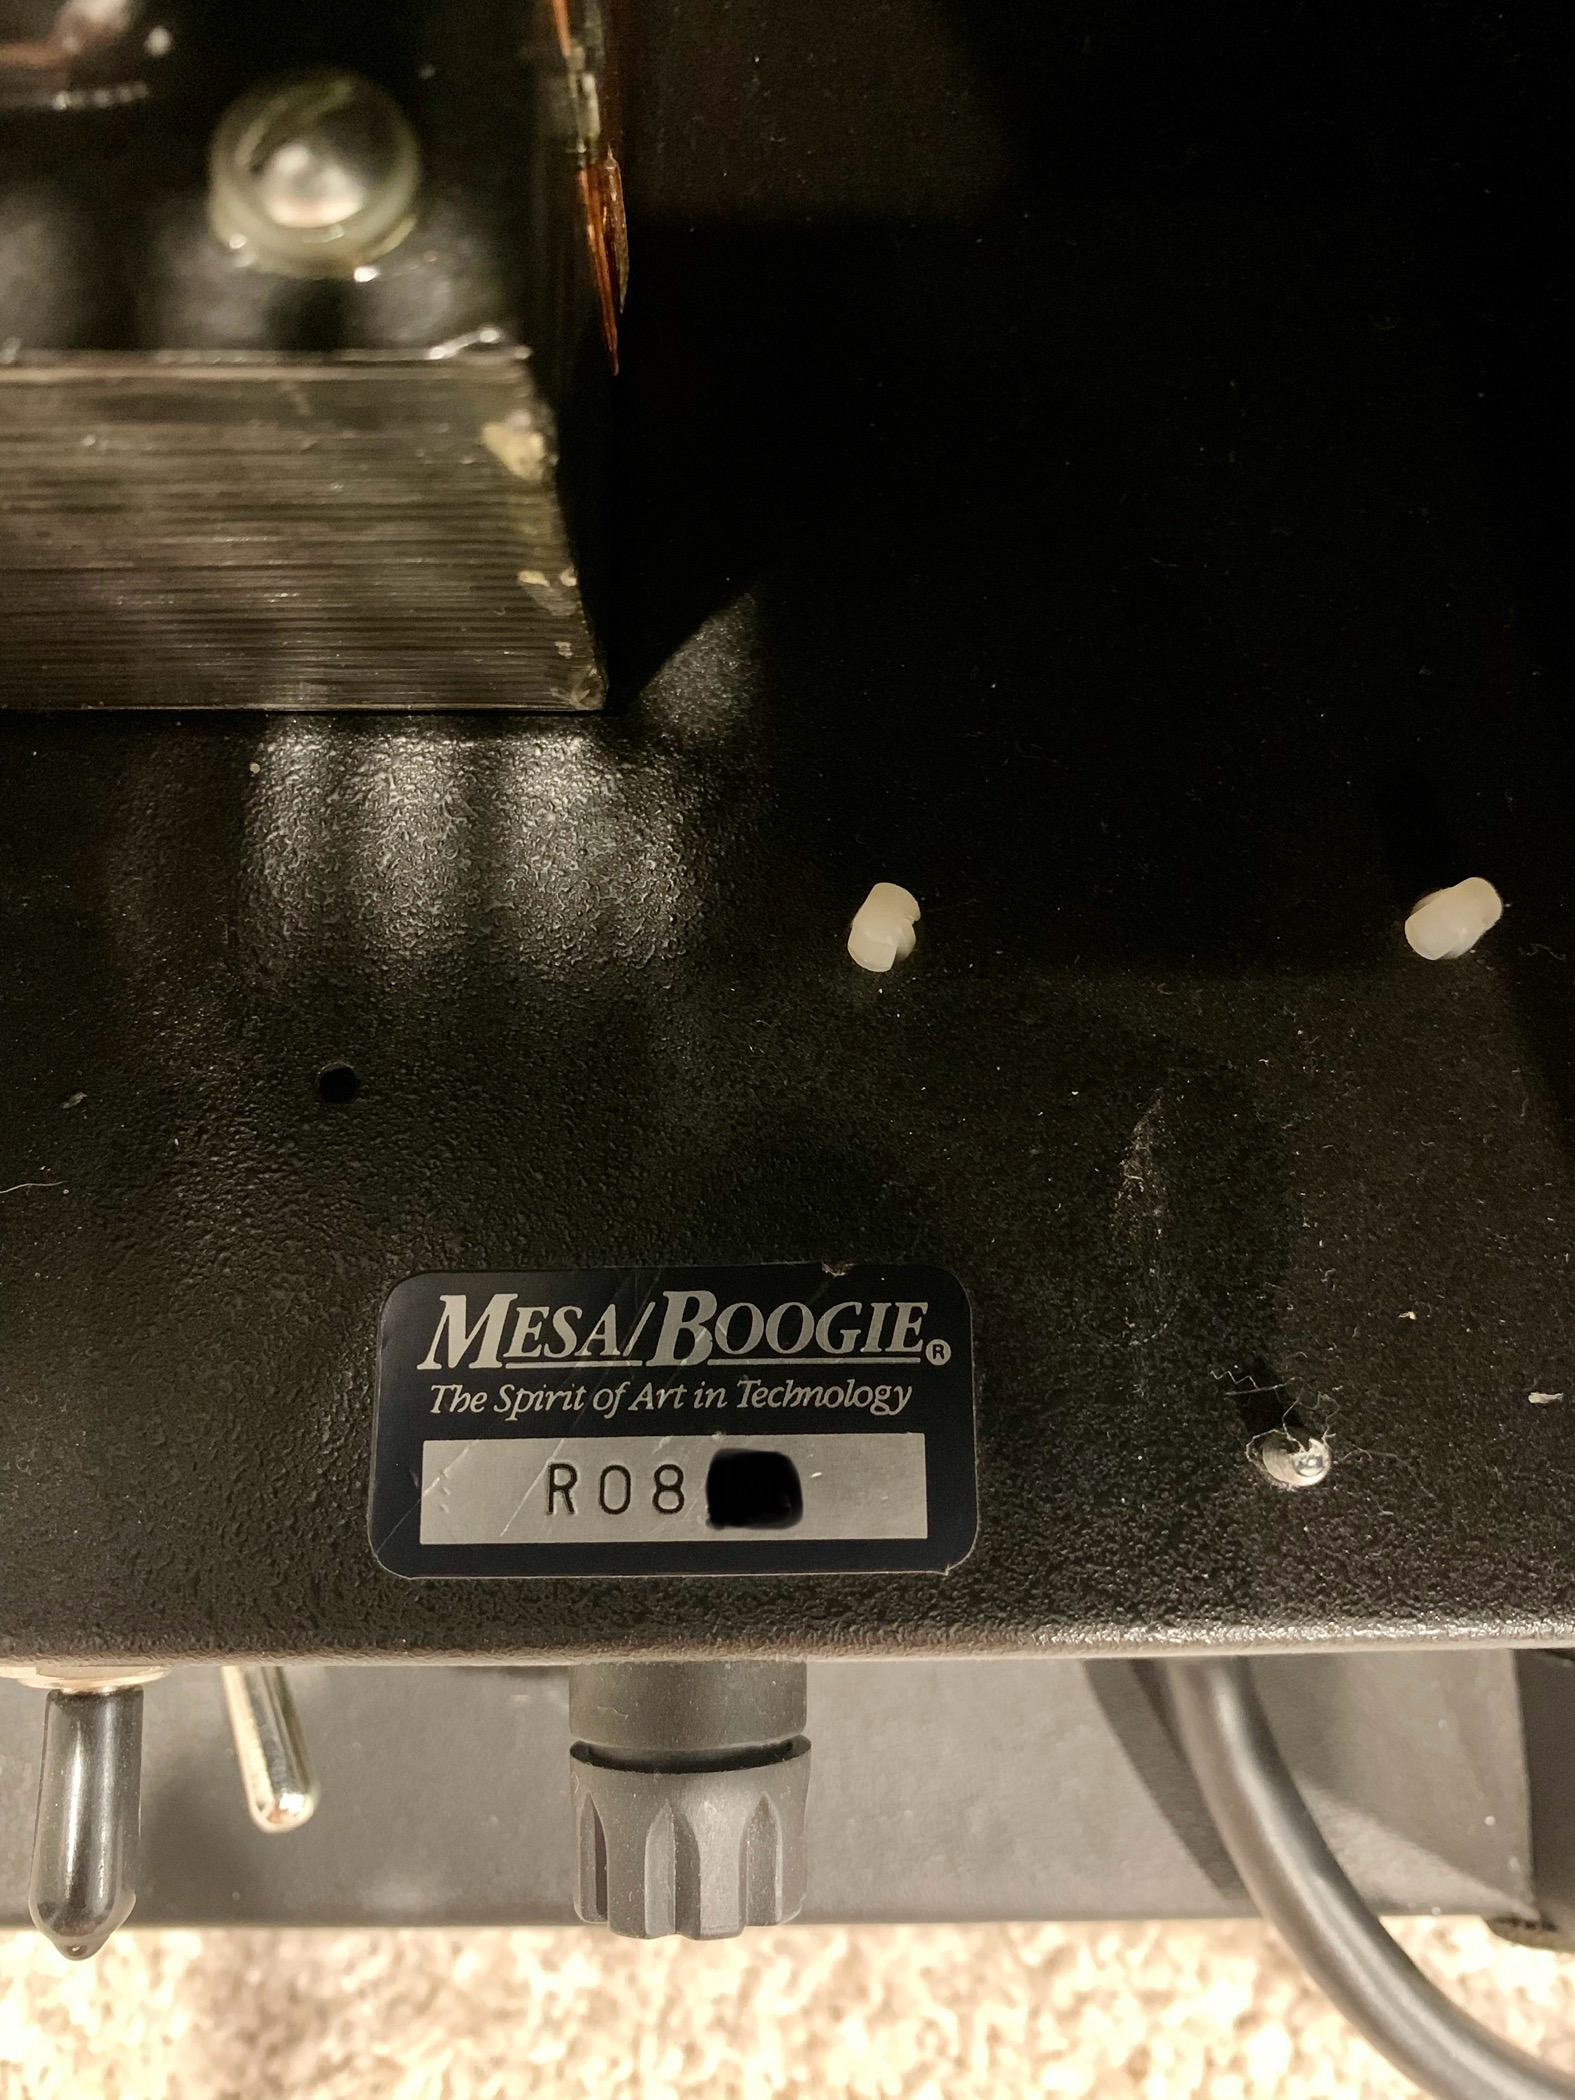 MESA/BOOGIE®
The Spirit of Art in Technology
R08